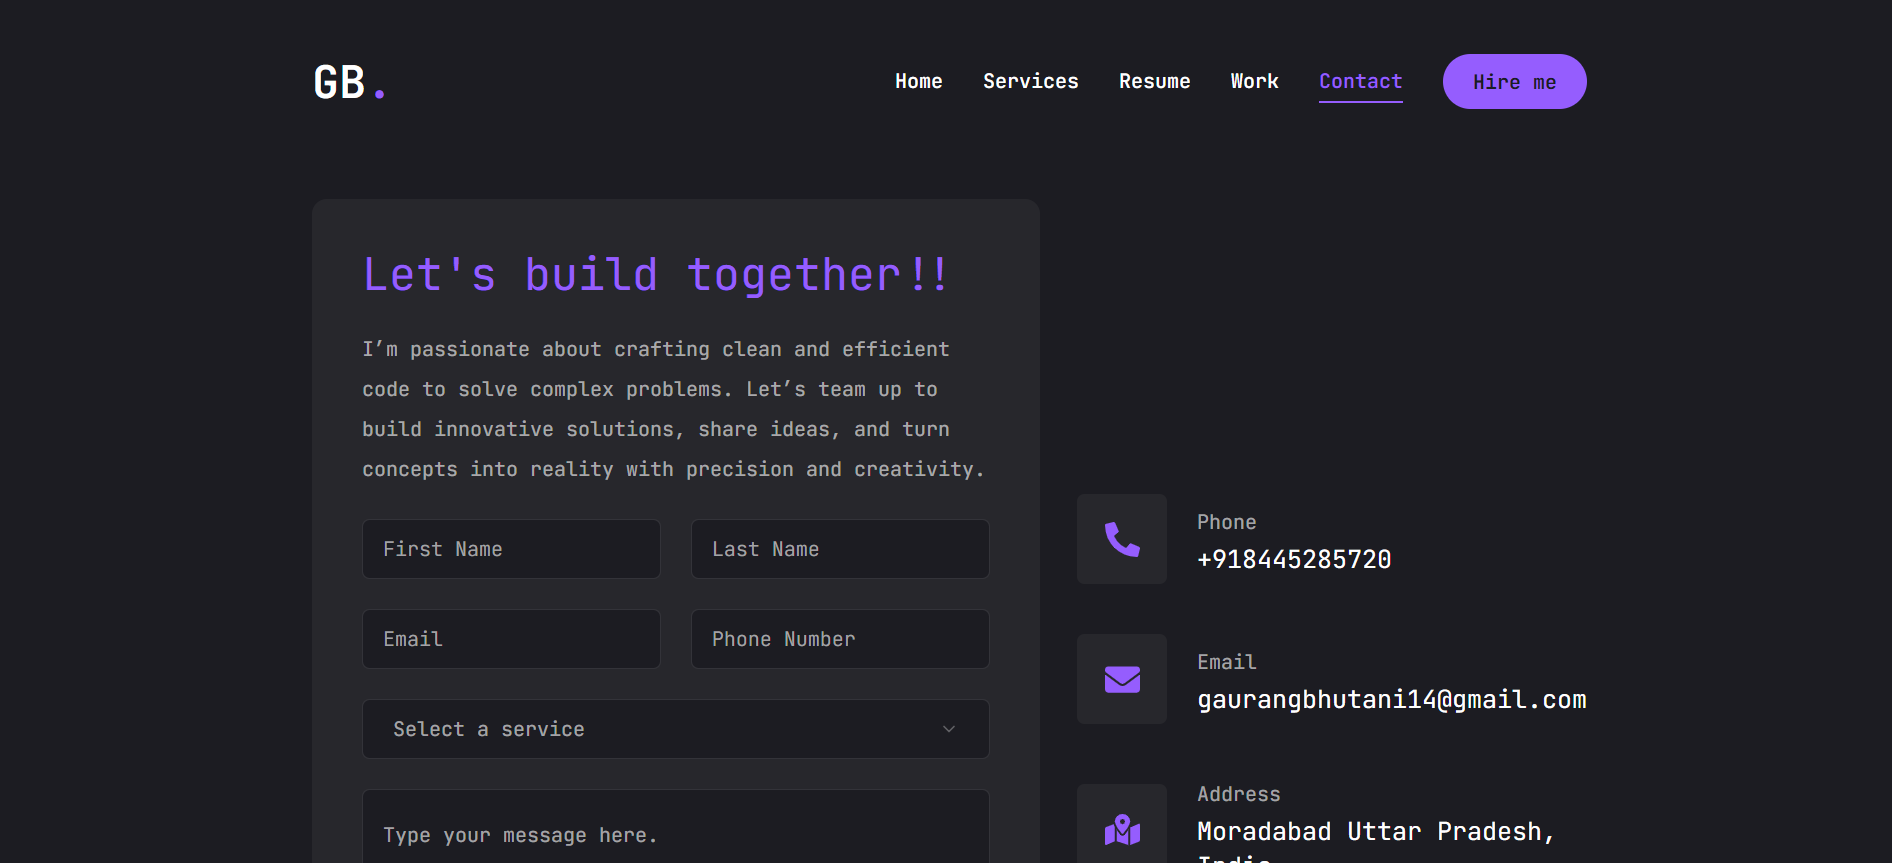 GB.
Home Services Resume Work Contact Hire me
Let's build together!!
I’m passionate about crafting clean and efficient
code to solve complex problems. Let’s team up to
build innovative solutions, share ideas, and turn
concepts into reality with precision and creativity.
First Name
Last Name
Email
Phone Number
Select a service
Type your message here.
Phone
+918445285720
Email
gaurangbhutani14@gmail.com
Address
Moradabad Uttar Pradesh,
India